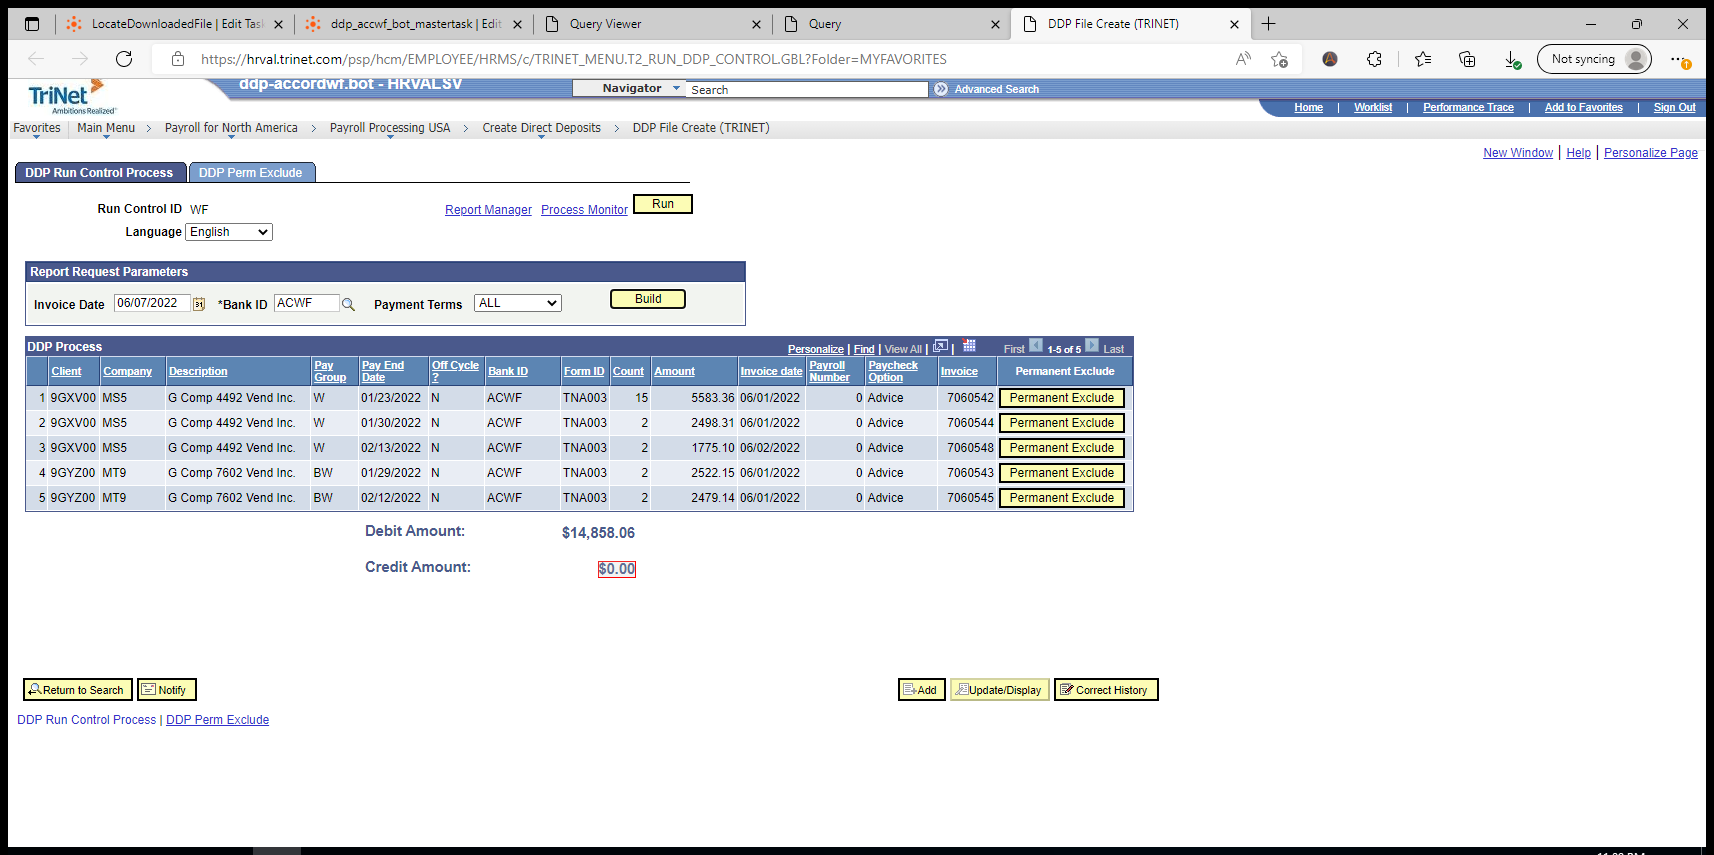 LocateDownloadedFile | Edit Tas
ddp_accwf_bot_mastertask | Edit
Query Viewer
Query
DDP File Create (TRINET)
https://hrval.trinet.com/psp/hcm/EMPLOYEE/HRMS/c/TRINET_MENU.T2_RUN_DDP_CONTROL.GBL?Folder=MYFAVORITES
Not syncing
TriNet
Ambitions Realized
ddp-accordwf.bot - HRVALSV
Navigator Search Advanced Search
Home | Worklist | Performance Trace | Add to Favorites | Sign Out
Favorites Main Menu > Payroll for North America > Payroll Processing USA > Create Direct Deposits > DDP File Create (TRINET)
New Window | Help | Personalize Page
DDP Run Control Process DDP Perm Exclude
Run Control ID WF Report Manager Process Monitor Run
Language English
Report Request Parameters
Invoice Date 06/07/2022 31 *Bank ID ACWF Payment Terms ALL Build
DDP Process Personalize | Find | View All | | First 1-5 of 5 Last
Client Company Description Pay Group Pay End Date Off Cycle ? Bank ID Form ID Count Amount Invoice date Payroll Number Paycheck Option Invoice Permanent Exclude
1 9GXV00 MS5 G Comp 4492 Vend Inc. W 01/23/2022 N ACWF TNA003 15 5583.36 06/01/2022 0 Advice 7060542 Permanent Exclude
2 9GXV00 MS5 G Comp 4492 Vend Inc. W 01/30/2022 N ACWF TNA003 2 2498.31 06/01/2022 0 Advice 7060544 Permanent Exclude
3 9GXV00 MS5 G Comp 4492 Vend Inc. W 02/13/2022 N ACWF TNA003 2 1775.10 06/02/2022 0 Advice 7060548 Permanent Exclude
4 9GYZ00 MT9 G Comp 7602 Vend Inc. BW 01/29/2022 N ACWF TNA003 2 2522.15 06/01/2022 0 Advice 7060543 Permanent Exclude
5 9GYZ00 MT9 G Comp 7602 Vend Inc. BW 02/12/2022 N ACWF TNA003 2 2479.14 06/01/2022 0 Advice 7060545 Permanent Exclude
Debit Amount: $14,858.06
Credit Amount: $0.00
Return to Search Notify Add Update/Display Correct History
DDP Run Control Process | DDP Perm Exclude